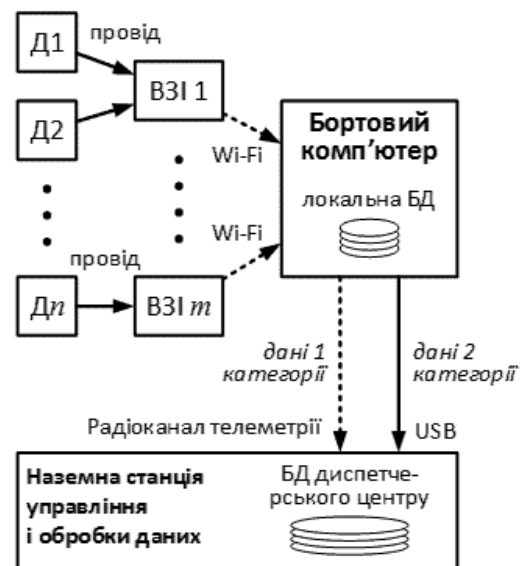 Д1
провід
ВЗІ 1
Д2
Wi-Fi
Бортовий
комп’ютер
локальна БД
Wi-Fi
провід
Дn
ВЗІ m
дані 1
категорії
дані 2
категорії
Радіоканал телеметрії
USB
Наземна станція
управління
і обробки даних
БД диспетче-
рського центру